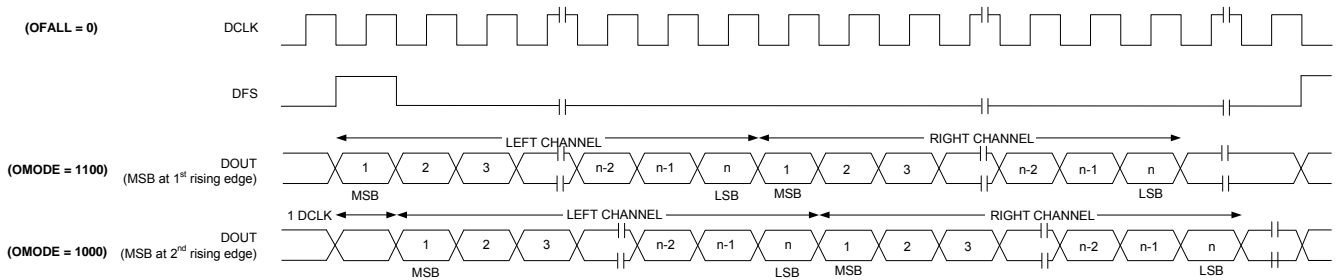 (OFALL = 0) DCLK
DFS
LEFT CHANNEL RIGHT CHANNEL
(OMODE = 1100) DOUT 1 2 3 n-2 n-1 n 1 2 3 n-2 n-1 n
(MSB at 1st rising edge)
MSB LSB MSB LSB
1 DCLK LEFT CHANNEL RIGHT CHANNEL
(OMODE = 1000) DOUT 1 2 3 n-2 n-1 n 1 2 3 n-2 n-1 n
(MSB at 2nd rising edge)
MSB LSB MSB LSB